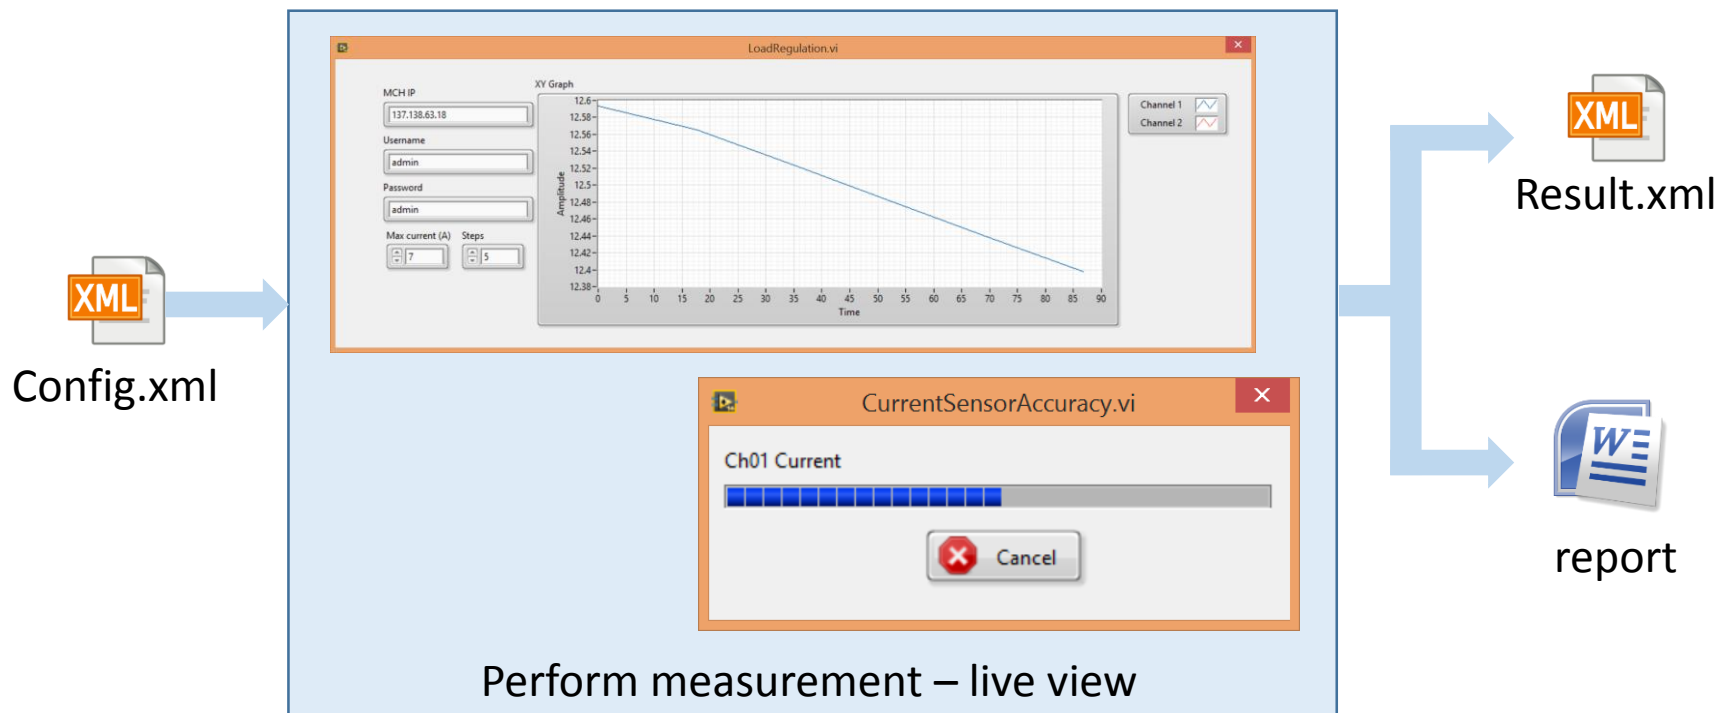 XML
Config.xml
LoadRegulation.vi
MCH IP
137.138.63.18
Username
admin
Password
admin
Max current (A) Steps
7 5
XY Graph
Amplitude
12.6
12.58
12.56
12.54
12.52
12.5
12.48
12.46
12.44
12.42
12.4
12.38
0 5 10 15 20 25 30 35 40 45 50 55 60 65 70 75 80 85 90
Time
Channel 1
Channel 2
CurrentSensorAccuracy.vi
Ch01 Current
Cancel
Perform measurement – live view
XML
Result.xml
W
report